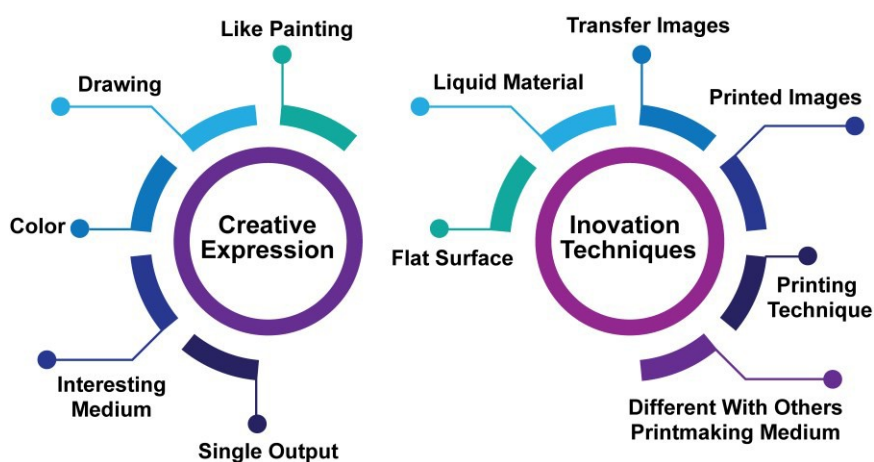 Like Painting
Drawing
Color
Creative
Expression
Interesting
Medium
Single Output
Transfer Images
Liquid Material
Printed Images
Flat Surface
Inovation
Techniques
Printing
Technique
Different With Others
Printmaking Medium